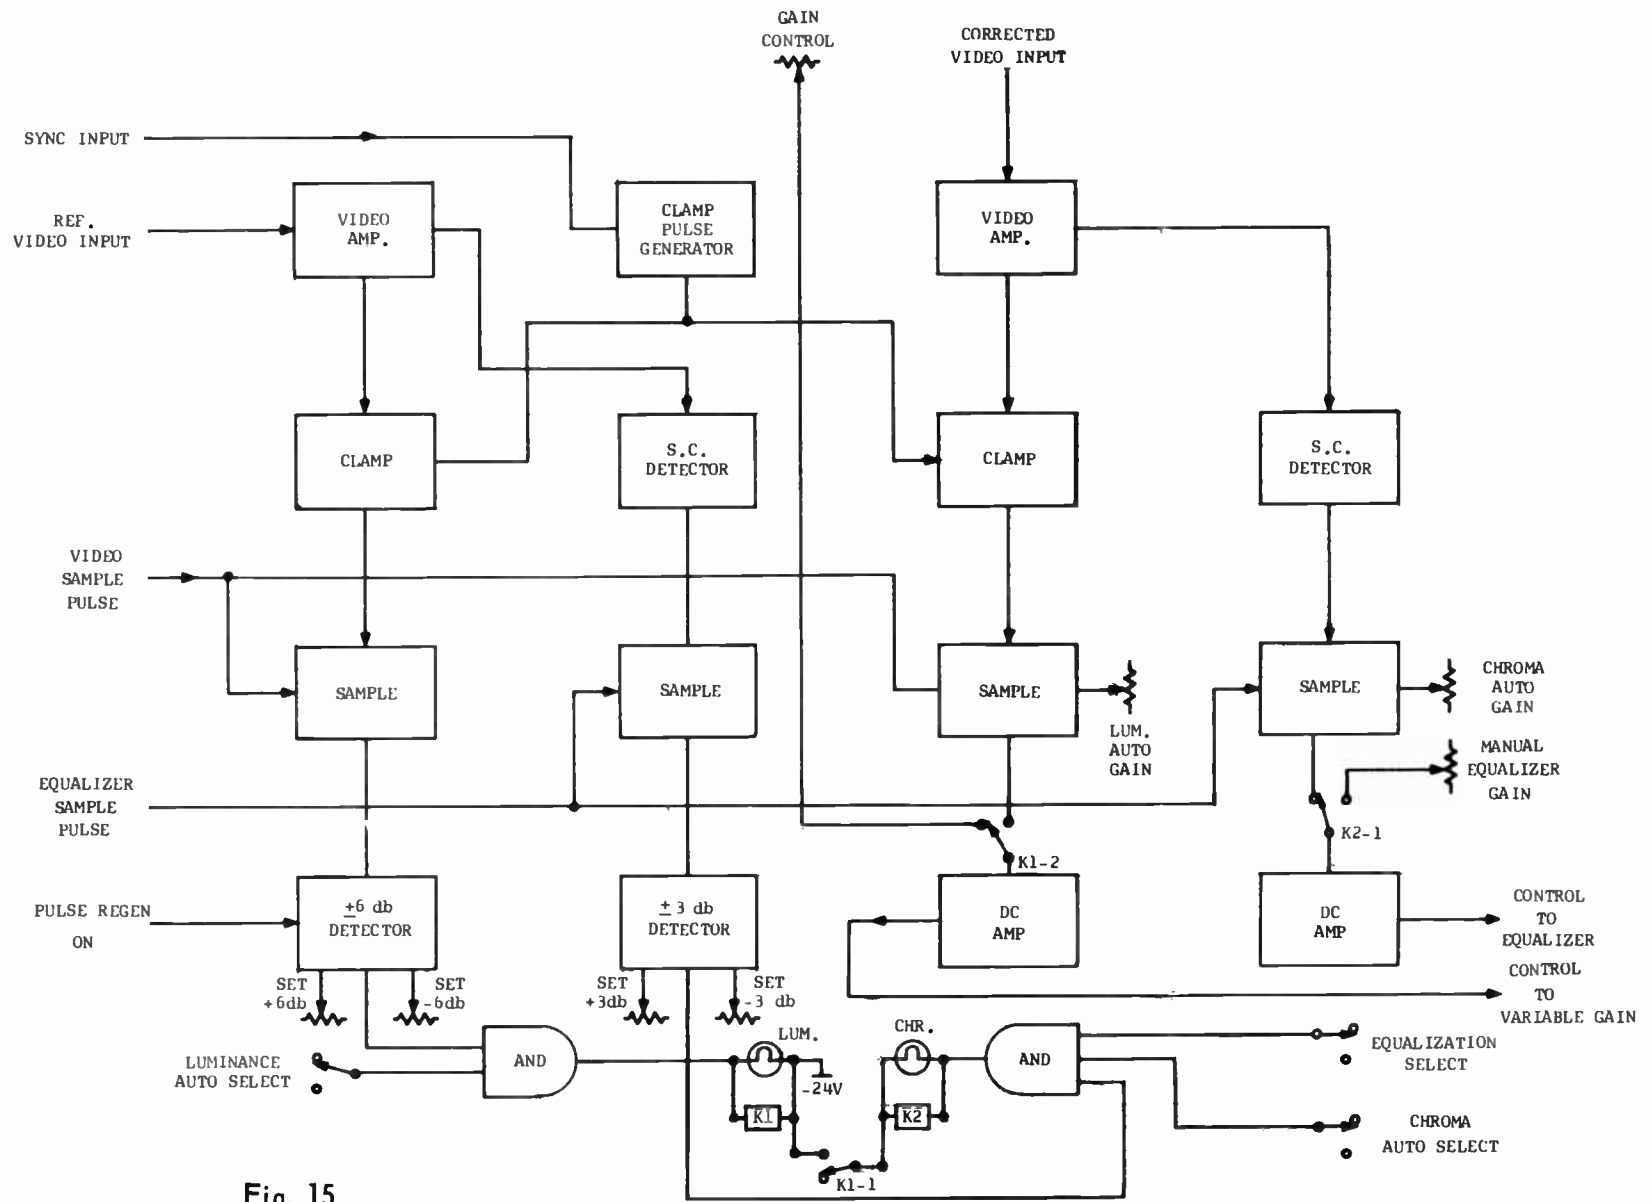 GAIN
CONTROL
CORRECTED
VIDEO INPUT
SYNC INPUT
REF.
VIDEO INPUT
VIDEO
AMP.
CLAMP
PULSE
GENERATOR
VIDEO
AMP.
CLAMP
S.C.
DETECTOR
CLAMP
S.C.
DETECTOR
VIDEO
SAMPLE
PULSE
SAMPLE
SAMPLE
SAMPLE
LUM.
AUTO
GAIN
SAMPLE
CHROMA
AUTO
GAIN
MANUAL
EQUALIZER
GAIN
EQUALIZER
SAMPLE
PULSE
K1-2
K2-1
PULSE REGEN
ON
±6 db
DETECTOR
± 3 db
DETECTOR
DC
AMP
DC
AMP
CONTROL
TO
EQUALIZER
SET
+6db
SET
-6db
SET
+3db
SET
-3 db
CONTROL
TO
VARIABLE GAIN
LUMINANCE
AUTO SELECT
AND
LUM.
-24V
K1
CHR.
K2
AND
EQUALIZATION
SELECT
CHROMA
AUTO SELECT
K1-1
Fig. 15